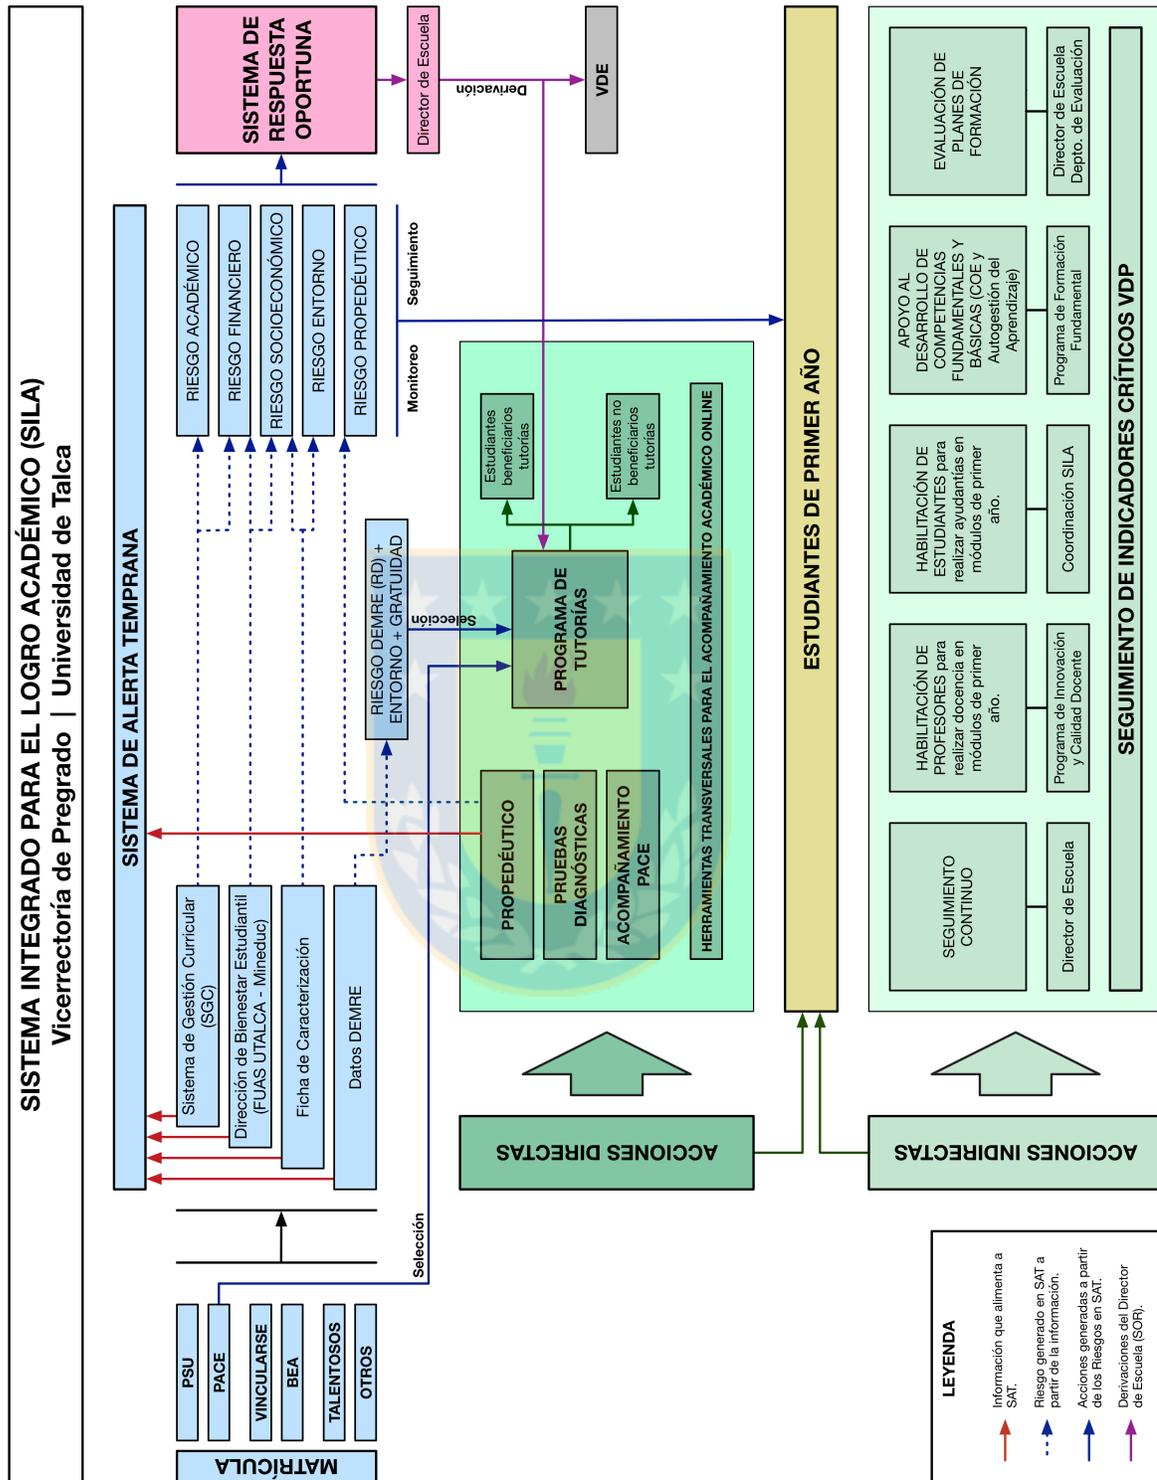 SISTEMA INTEGRADO PARA EL LOGRO ACADÉMICO (SILA)
Vicerrectoría de Pregrado | Universidad de Talca
MATRÍCULA
PSU
PACE
VINCULARSE
BEA
TALENTOSOS
OTROS
Selección
SISTEMA DE ALERTA TEMPRANA
Sistema de Gestión Curricular
(SGC)
Dirección de Bienestar Estudiantil
(FUAS UTALCA - Mineduc)
Ficha de Caracterización
Datos DEMRE
RIESGO DEMRE (RD) +
ENTORNO + GRATUIDAD
Selección
RIESGO ACADÉMICO
RIESGO FINANCIERO
RIESGO SOCIOECONÓMICO
RIESGO ENTORNO
RIESGO PROPEDÉUTICO
Monitoreo
Seguimiento
SISTEMA DE
RESPUESTA
OPORTUNA
Director de Escuela
Derivación
VDE
ACCIONES DIRECTAS
PROPEDÉUTICO
PRUEBAS
DIAGNÓSTICAS
ACOMPAÑAMIENTO
PACE
PROGRAMA DE
TUTORÍAS
Estudiantes
beneficiarios
tutorías
Estudiantes no
beneficiarios
tutorías
HERRAMIENTAS TRANSVERSALES PARA EL ACOMPAÑAMIENTO ACADÉMICO ONLINE
ESTUDIANTES DE PRIMER AÑO
ACCIONES INDIRECTAS
SEGUIMIENTO
CONTINUO
Director de Escuela
HABILITACIÓN DE
PROFESORES para
realizar docencia en
módulos de primer
año.
Programa de Innovación
y Calidad Docente
HABILITACIÓN DE
ESTUDIANTES para
realizar ayudantías en
módulos de primer
año.
Coordinación SILA
APOYO AL
DESARROLLO DE
COMPETENCIAS
FUNDAMENTALES Y
BÁSICAS (COE y
Autogestión del
Aprendizaje)
Programa de Formación
Fundamental
EVALUACIÓN DE
PLANES DE
FORMACIÓN
Director de Escuela
Depto. de Evaluación
SEGUIMIENTO DE INDICADORES CRÍTICOS VDP
LEYENDA
Información que alimenta a
SAT.
Riesgo generado en SAT a
partir de la información.
Acciones generadas a partir
de los Riesgos en SAT.
Derivaciones del Director
de Escuela (SOR).